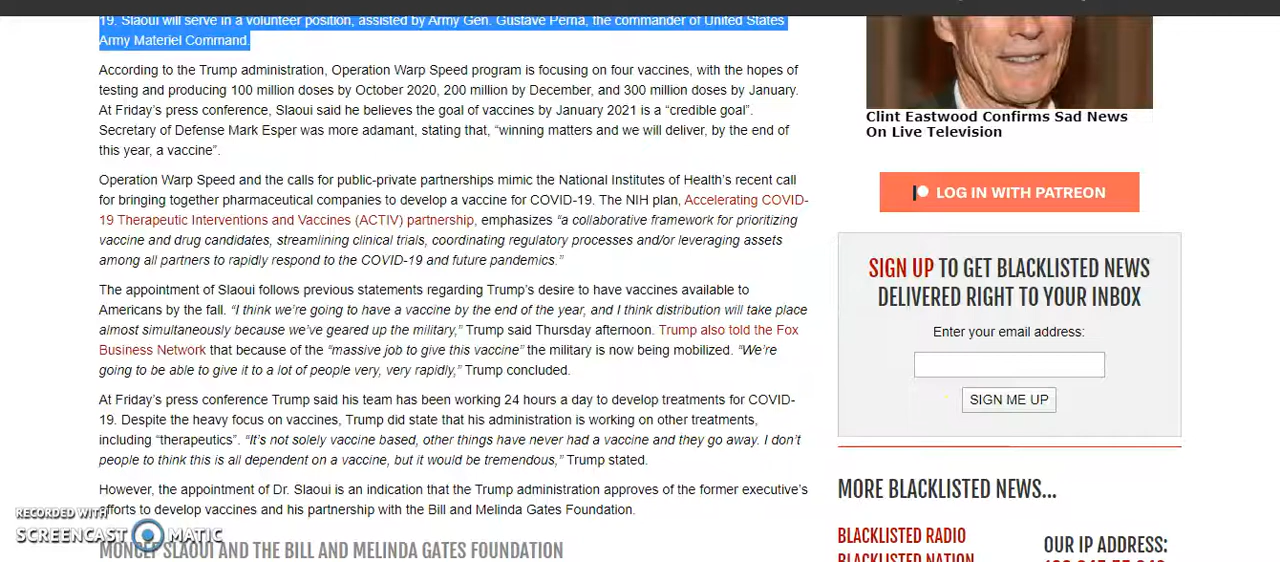 19. Slaoui will serve in a volunteer position, assisted by Army Gen. Gustave Perna, the commander of United States
Army Materiel Command.
According to the Trump administration, Operation Warp Speed program is focusing on four vaccines, with the hopes of
testing and producing 100 million doses by October 2020, 200 million by December, and 300 million doses by January.
At Friday’s press conference, Slaoui said he believes the goal of vaccines by January 2021 is a “credible goal”.
Secretary of Defense Mark Esper was more adamant, stating that, “winning matters and we will deliver, by the end of
this year, a vaccine”.
Operation Warp Speed and the calls for public-private partnerships mimic the National Institutes of Health’s recent call
for bringing together pharmaceutical companies to develop a vaccine for COVID-19. The NIH plan, Accelerating COVID-
19 Therapeutic Interventions and Vaccines (ACTIV) partnership, emphasizes “a collaborative framework for prioritizing
vaccine and drug candidates, streamlining clinical trials, coordinating regulatory processes and/or leveraging assets
among all partners to rapidly respond to the COVID-19 and future pandemics.”
The appointment of Slaoui follows previous statements regarding Trump’s desire to have vaccines available to
Americans by the fall. “I think we’re going to have a vaccine by the end of the year, and I think distribution will take place
almost simultaneously because we’ve geared up the military,” Trump said Thursday afternoon. Trump also told the Fox
Business Network that because of the “massive job to give this vaccine” the military is now being mobilized. “We’re
going to be able to give it to a lot of people very, very rapidly,” Trump concluded.
At Friday’s press conference Trump said his team has been working 24 hours a day to develop treatments for COVID-
19. Despite the heavy focus on vaccines, Trump did state that his administration is working on other treatments,
including “therapeutics”. “It’s not solely vaccine based, other things have never had a vaccine and they go away. I don’t
people to think this is all dependent on a vaccine, but it would be tremendous,” Trump stated.
However, the appointment of Dr. Slaoui is an indication that the Trump administration approves of the former executive’s
efforts to develop vaccines and his partnership with the Bill and Melinda Gates Foundation.
MONCEF SLAOUI AND THE BILL AND MELINDA GATES FOUNDATION
RECORDED WITH
SCREENCAST MATIC
Clint Eastwood Confirms Sad News
On Live Television
LOG IN WITH PATREON
SIGN UP TO GET BLACKLISTED NEWS
DELIVERED RIGHT TO YOUR INBOX
Enter your email address:
SIGN ME UP
MORE BLACKLISTED NEWS...
BLACKLISTED RADIO
BLACKLISTED NATION
OUR IP ADDRESS: